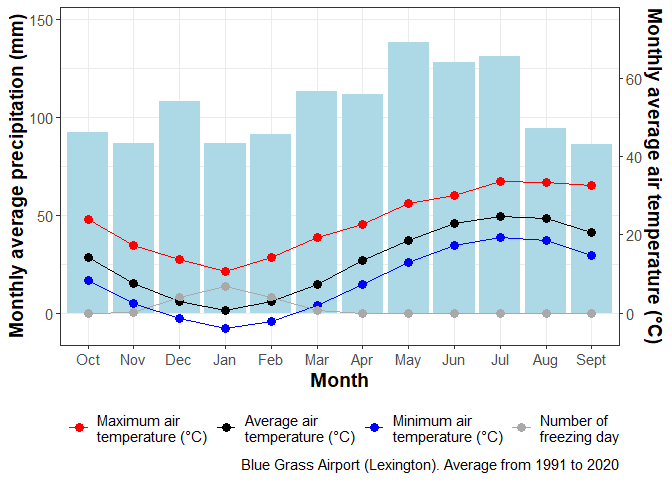 Monthly average precipitation (mm)
150
100
50
0
Monthly average air temperature (°C)
60
40
20
0
Oct Nov Dec Jan Feb Mar Apr May Jun Jul Aug Sept
Month
Maximum air
temperature (°C)
Average air
temperature (°C)
Minimum air
temperature (°C)
Number of
freezing day
Blue Grass Airport (Lexington). Average from 1991 to 2020